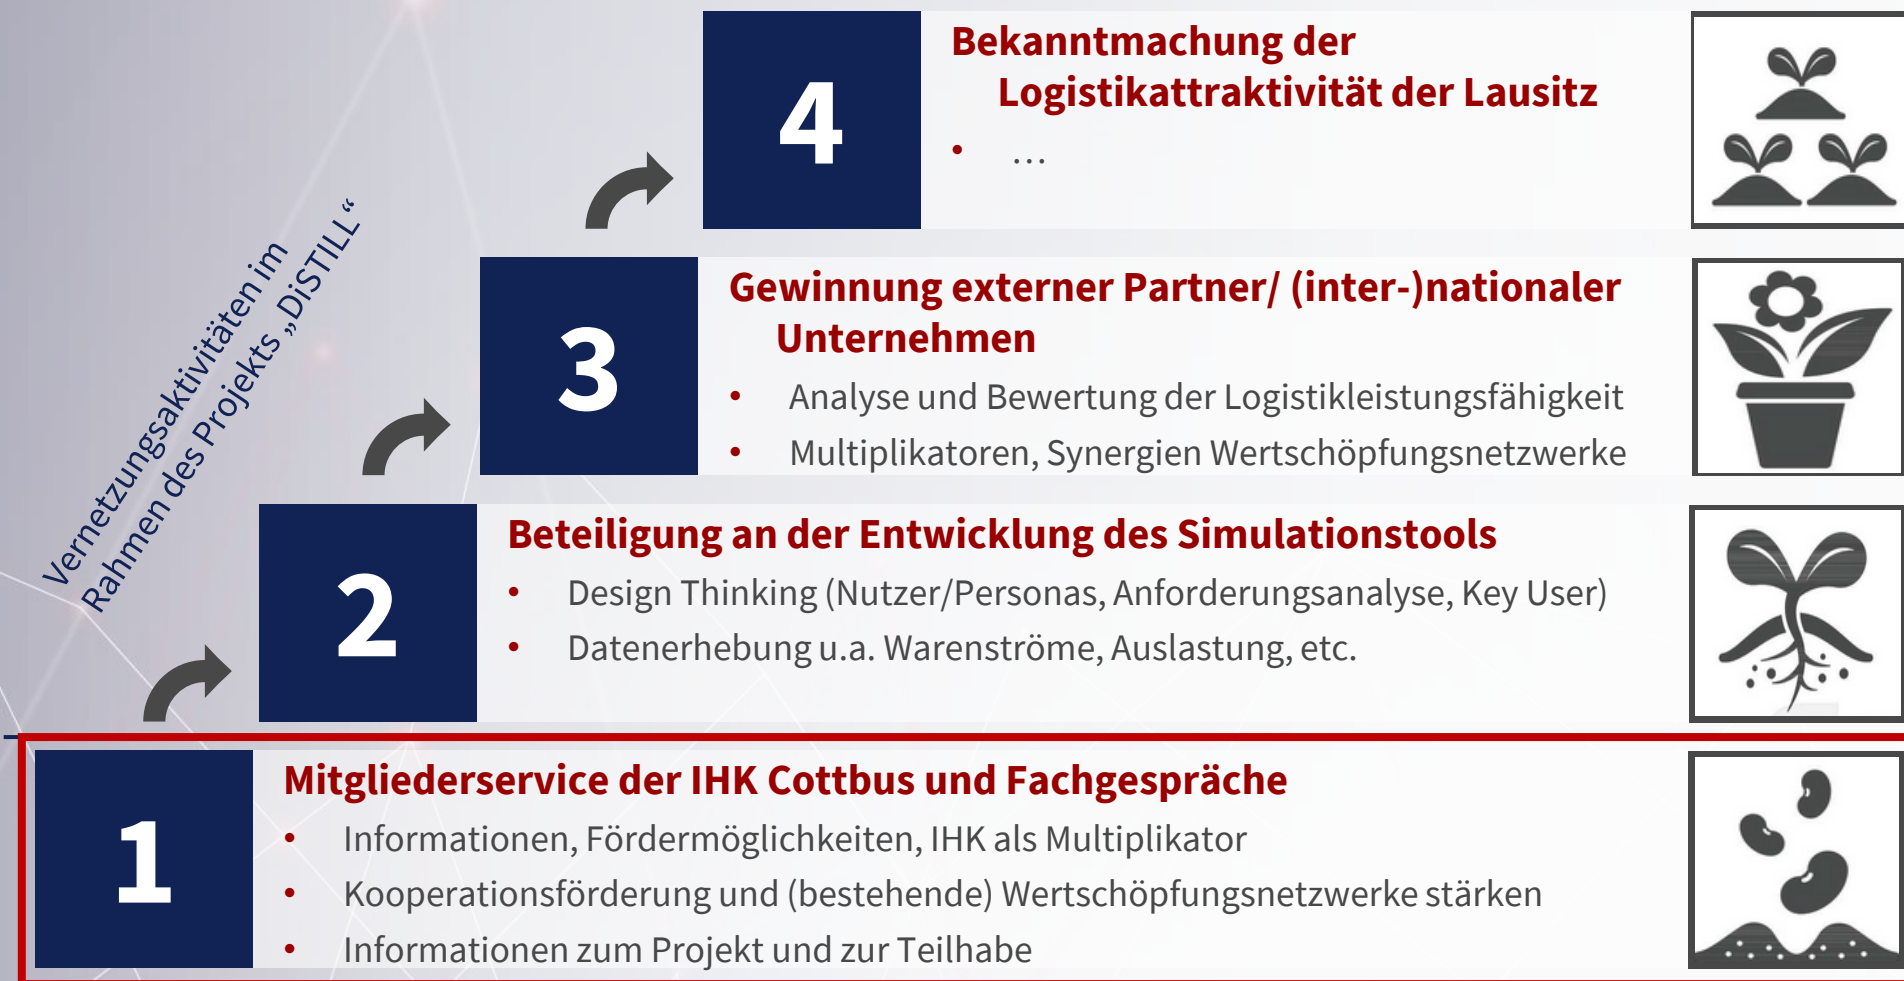 4
Bekanntmachung der
Logistikattraktivität der Lausitz
• …
Vernetzungsaktivitäten im
Rahmen des Projekts „DiSTILL“
3
Gewinnung externer Partner/ (inter-)nationaler
Unternehmen
• Analyse und Bewertung der Logistikleistungsfähigkeit
• Multiplikatoren, Synergien Wertschöpfungsnetzwerke
2
Beteiligung an der Entwicklung des Simulationstools
• Design Thinking (Nutzer/Personas, Anforderungsanalyse, Key User)
• Datenerhebung u.a. Warenströme, Auslastung, etc.
1
Mitgliederservice der IHK Cottbus und Fachgespräche
• Informationen, Fördermöglichkeiten, IHK als Multiplikator
• Kooperationsförderung und (bestehende) Wertschöpfungsnetzwerke stärken
• Informationen zum Projekt und zur Teilhabe